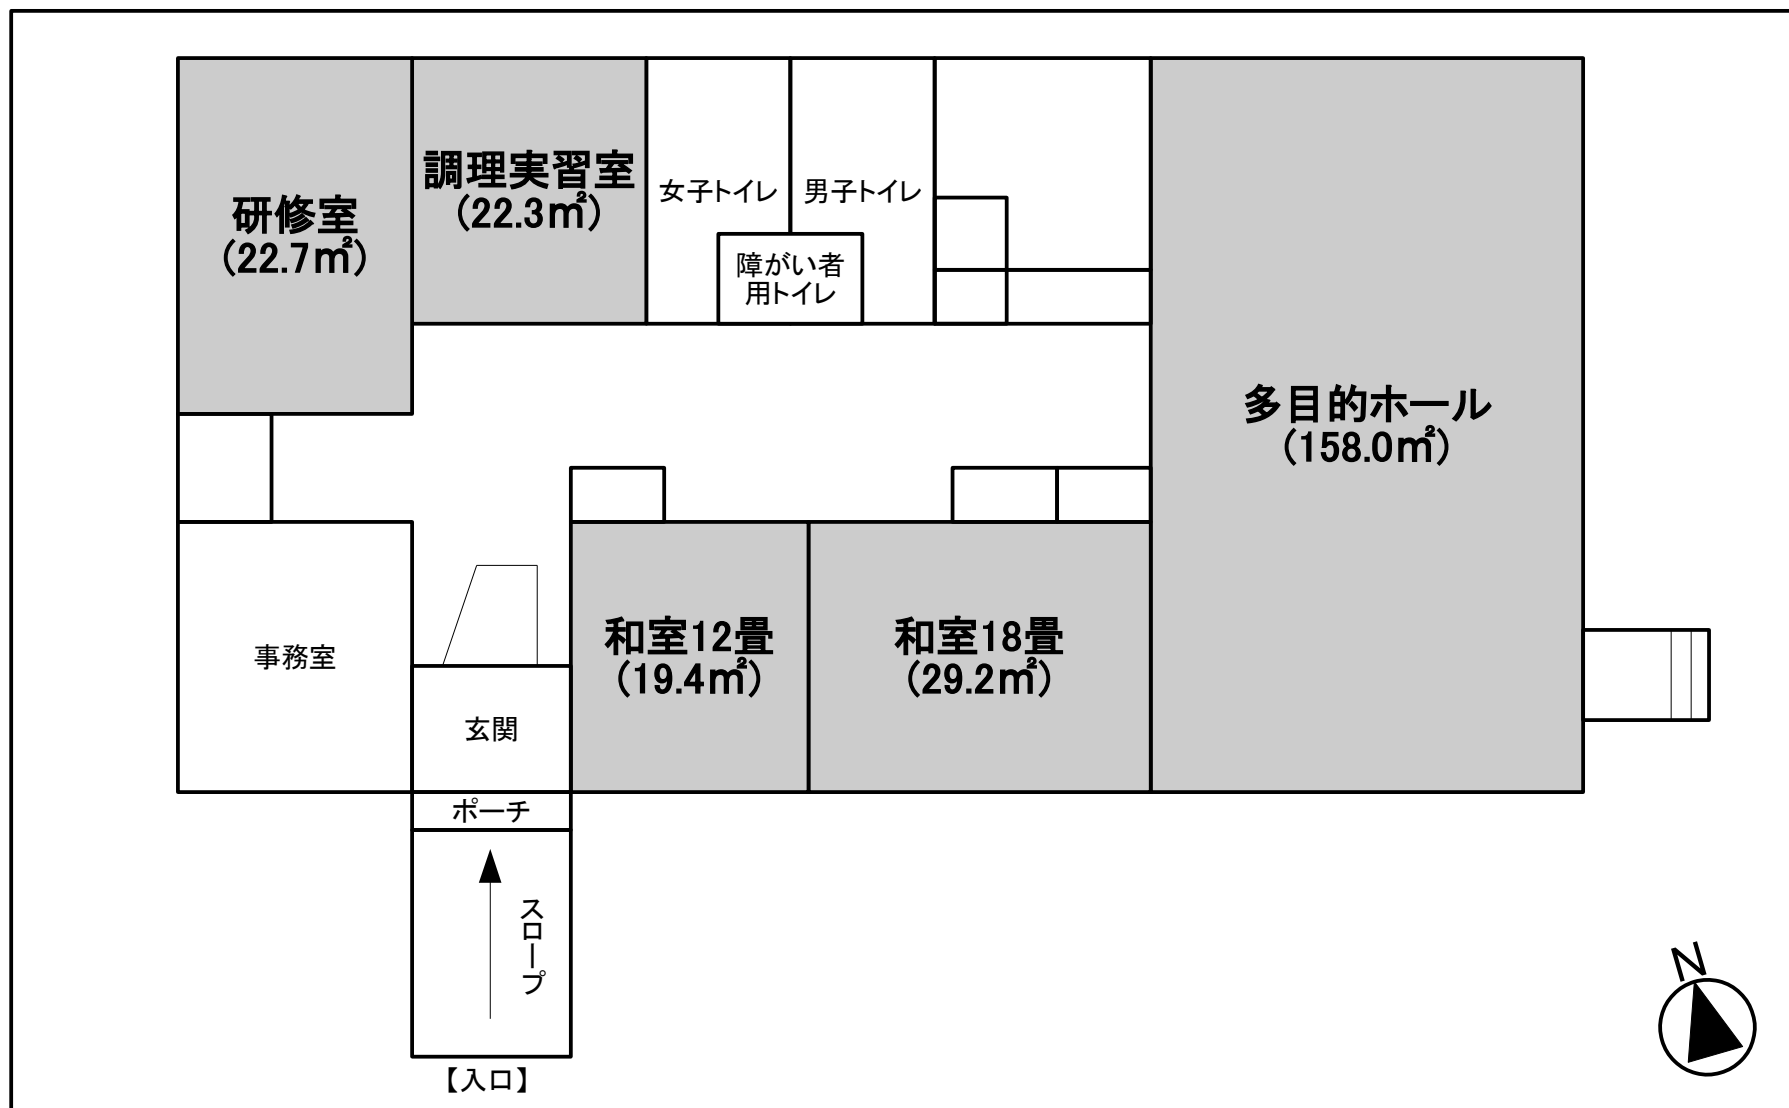 研修室
(22.7㎡)
調理実習室
(22.3㎡)
女子トイレ
男子トイレ
障がい者
用トイレ
多目的ホール
(158.0㎡)
事務室
玄関
和室12畳
(19.4㎡)
和室18畳
(29.2㎡)
ポーチ
スロープ
【入口】
N